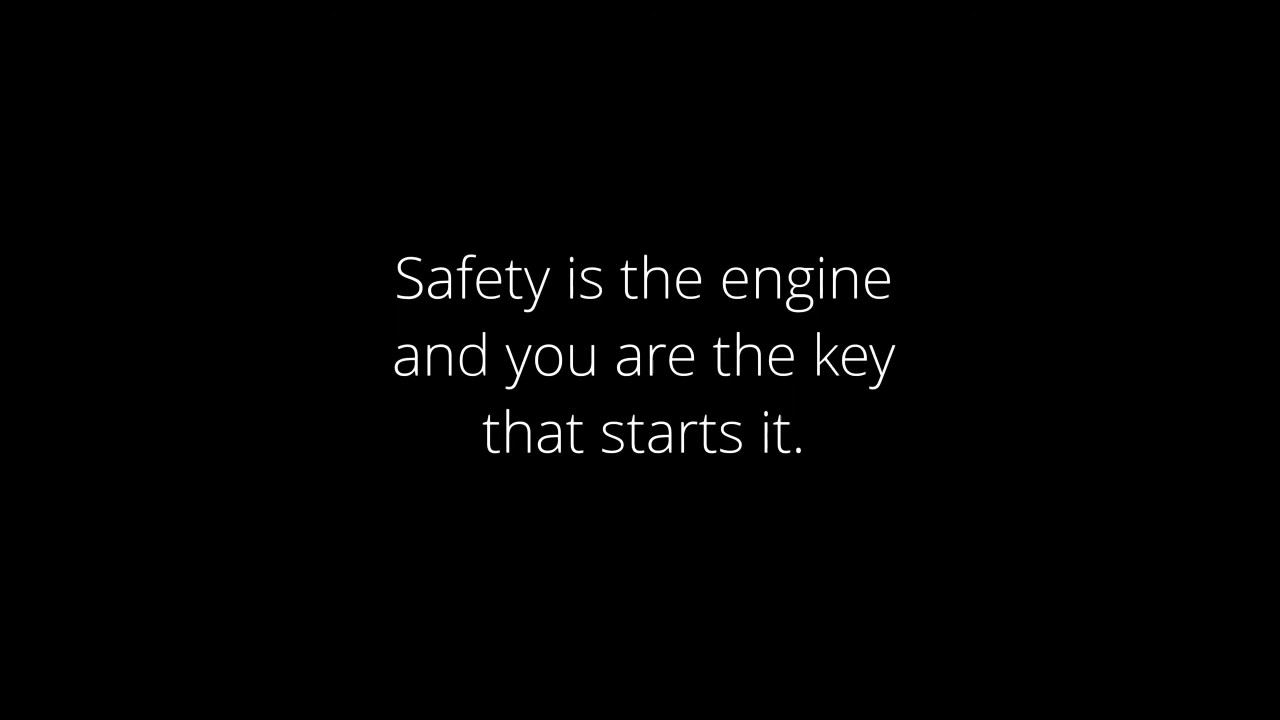 Safety is the engine
and you are the key
that starts it.